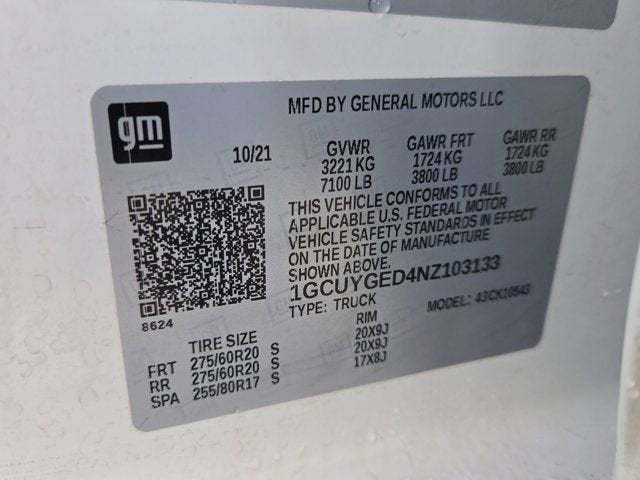 gm
MFD BY GENERAL MOTORS LLC
10/21 GVWR GAWR FRT GAWR RR
3221 KG 1724 KG 1724 KG
7100 LB 3800 LB 3800 LB
THIS VEHICLE CONFORMS TO ALL
APPLICABLE U.S. FEDERAL MOTOR
VEHICLE SAFETY STANDARDS IN EFFECT
ON THE DATE OF MANUFACTURE
SHOWN ABOVE.
1GCUYGED4NZ103133
TYPE: TRUCK MODEL: 43CK10543
8624
TIRE SIZE RIM
FRT 275/60R20 S 20X9J
RR 275/60R20 S 20X9J
SPA 255/80R17 S 17X8J